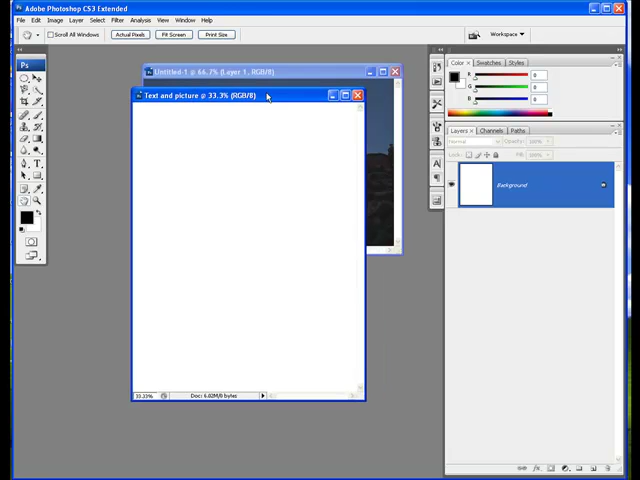 Adobe Photoshop CS3 Extended
File Edit Image Layer Select Filter Analysis View Window Help
Scroll All Windows Actual Pixels Fit Screen Print Size Workspace
Ps
Untitled-1 @ 66.7% (Layer 1, RGB/8)
Text and picture @ 33.3% (RGB/8)
Color Swatches Styles
R 0
G 0
B 0
Layers Channels Paths
Normal Opacity: 100%
Lock: Fill: 100%
Background
33.33% Doc: 6.02M/0 bytes